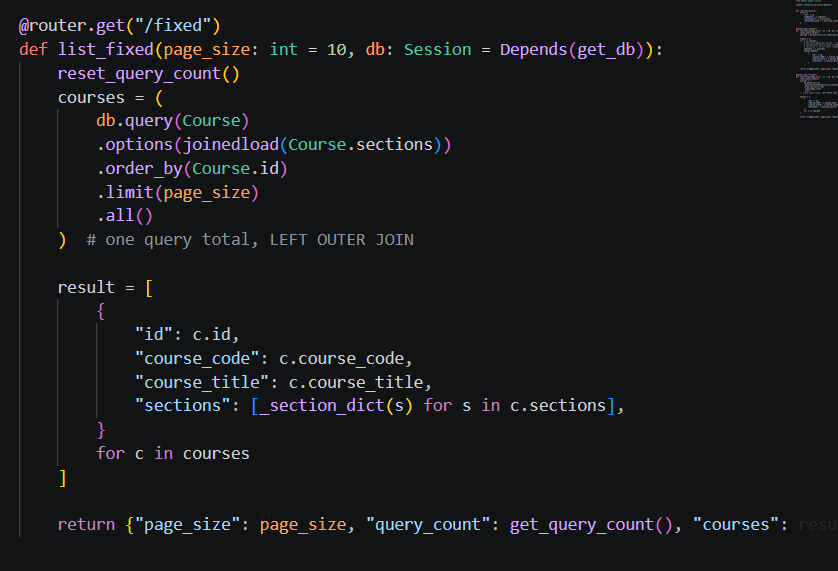 @router.get("/fixed")
def list_fixed(page_size: int = 10, db: Session = Depends(get_db)):
    reset_query_count()
    courses = (
        db.query(Course)
        .options(joinedload(Course.sections))
        .order_by(Course.id)
        .limit(page_size)
        .all()
    )  # one query total, LEFT OUTER JOIN

    result = [
        {
            "id": c.id,
            "course_code": c.course_code,
            "course_title": c.course_title,
            "sections": [_section_dict(s) for s in c.sections],
        }
        for c in courses
    ]

    return {"page_size": page_size, "query_count": get_query_count(), "courses":